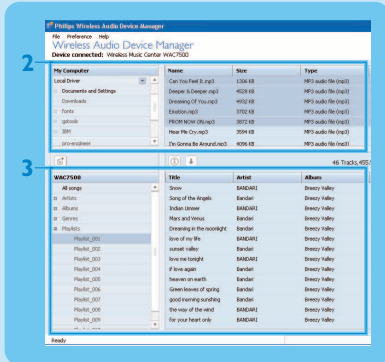 Philips Wireless Audio Device Manager
File Preference Help
Wireless Audio Device Manager
Device connected: Wireless Music Center WAC7500
2
My Computer Name Size Type
Local Driver Can You Feel It.mp3 1306 KB MP3 audio file (mp3)
Documents and Settings Deeper & Deeper.mp3 4529 KB MP3 audio file (mp3)
Downloads Dreaming Of You.mp3 4932 KB MP3 audio file (mp3)
fonts Emotion.mp3 3702 KB MP3 audio file (mp3)
gptools FROM NOW ON.mp3 3872 KB MP3 audio file (mp3)
IBM Hear Me Cry.mp3 3594 KB MP3 audio file (mp3)
pro-engineer I'm Gonna Be Around.mp3 4096 KB MP3 audio file (mp3)
46 Tracks,455
3
WAC7500 Title Artist Album
All songs Snow BANDARI Breezy Valley
Artists Song of the Angels Bandari Breezy Valley
Albums Indian Ummer BANDARI Breezy Valley
Genres Mars and Venus Bandari Breezy Valley
Playlists Dreaming in the moonlight Bandari Breezy Valley
Playlist_001 love of my life BANDARI Breezy Valley
Playlist_002 sunset valley BANDARI Breezy Valley
Playlist_003 love me tonight BANDARI Breezy Valley
Playlist_004 if love again Bandari Breezy Valley
Playlist_005 heaven on earth Bandari Breezy Valley
Playlist_006 Green leaves of spring Bandari Breezy Valley
Playlist_007 good morning sunshing Bandari Breezy Valley
Playlist_008 the way of the wind BANDARI Breezy Valley
Playlist_009 for your heart only BANDARI Breezy Valley
Ready